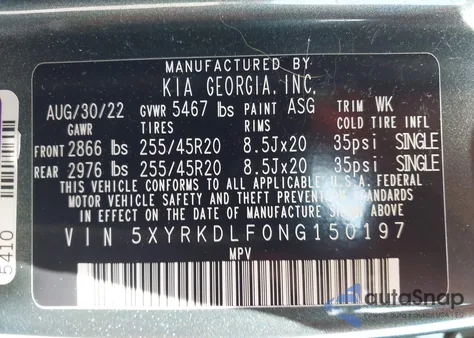 MANUFACTURED BY
KIA GEORGIA, INC.
AUG/30/22 GVWR 5467 lbs PAINT ASG TRIM WK
GAWR TIRES RIMS COLD TIRE INFL
FRONT 2866 lbs 255/45R20 8.5Jx20 35psi SINGLE
REAR 2976 lbs 255/45R20 8.5Jx20 35psi SINGLE
THIS VEHICLE CONFORMS TO ALL APPLICABLE U.S.A. FEDERAL
MOTOR VEHICLE SAFETY AND THEFT PREVENTION STANDARDS
IN EFFECT ON THE DATE OF MANUFACTURE SHOWN ABOVE.
VIN 5XYRKDLF0NG150197
MPV
5410
autoSnap